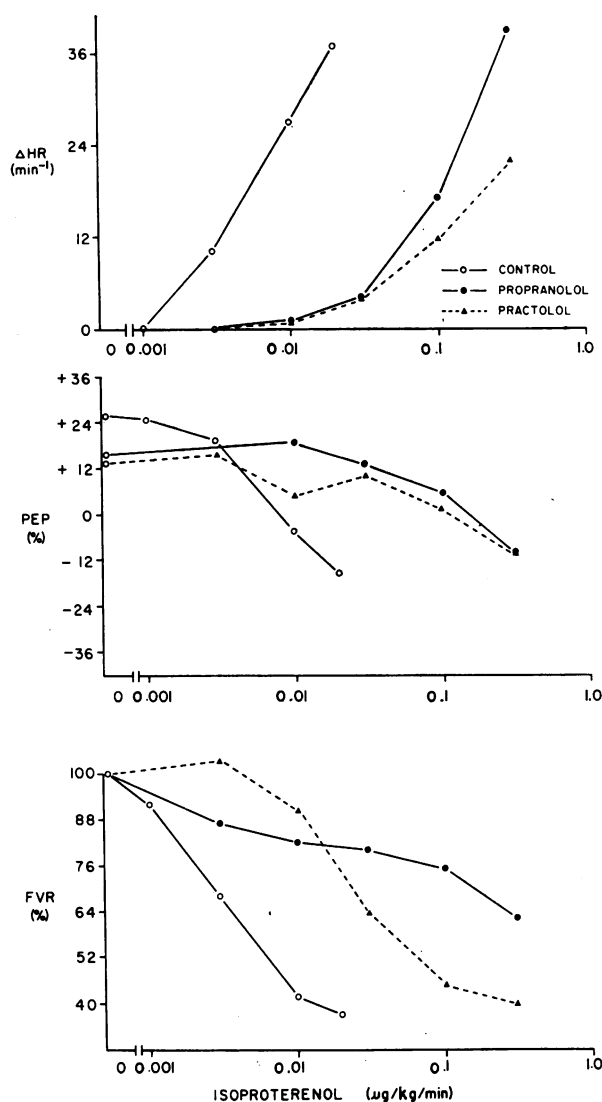 36
24
ΔHR
(min⁻¹)
12
0
CONTROL
PROPRANOLOL
PRACTOLOL
0 0.001 0.01 0.1 1.0
+36
+24
+12
PEP
(%)
0
-12
-24
-36
0 0.001 0.01 0.1 1.0
100
88
76
FVR
(%)
64
52
40
0 0.001 0.01 0.1 1.0
ISOPROTERENOL (µg/kg/min)